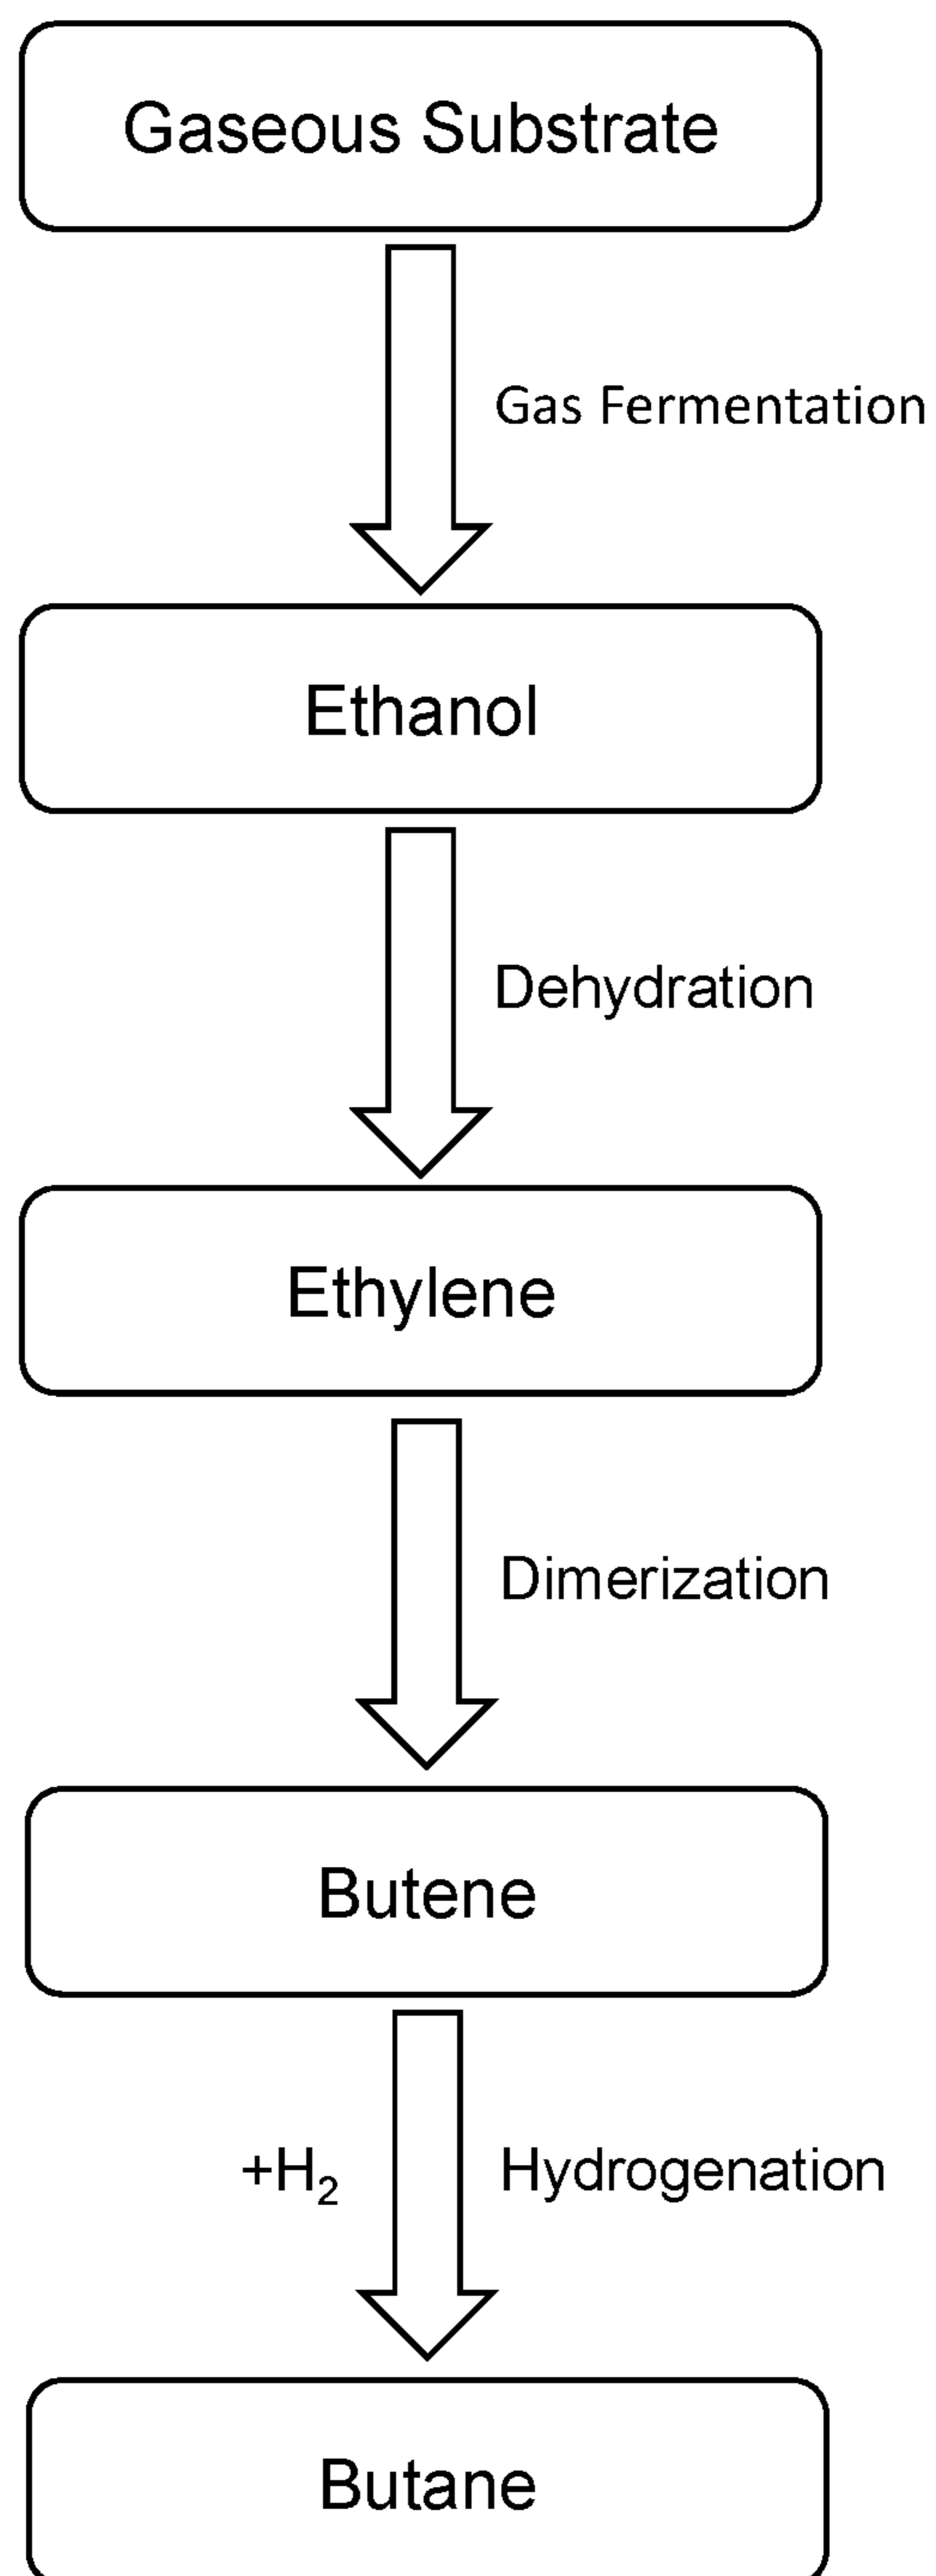 Gaseous Substrate
Gas Fermentation
Ethanol
Dehydration
Ethylene
Dimerization
Butene
+H₂ Hydrogenation
Butane